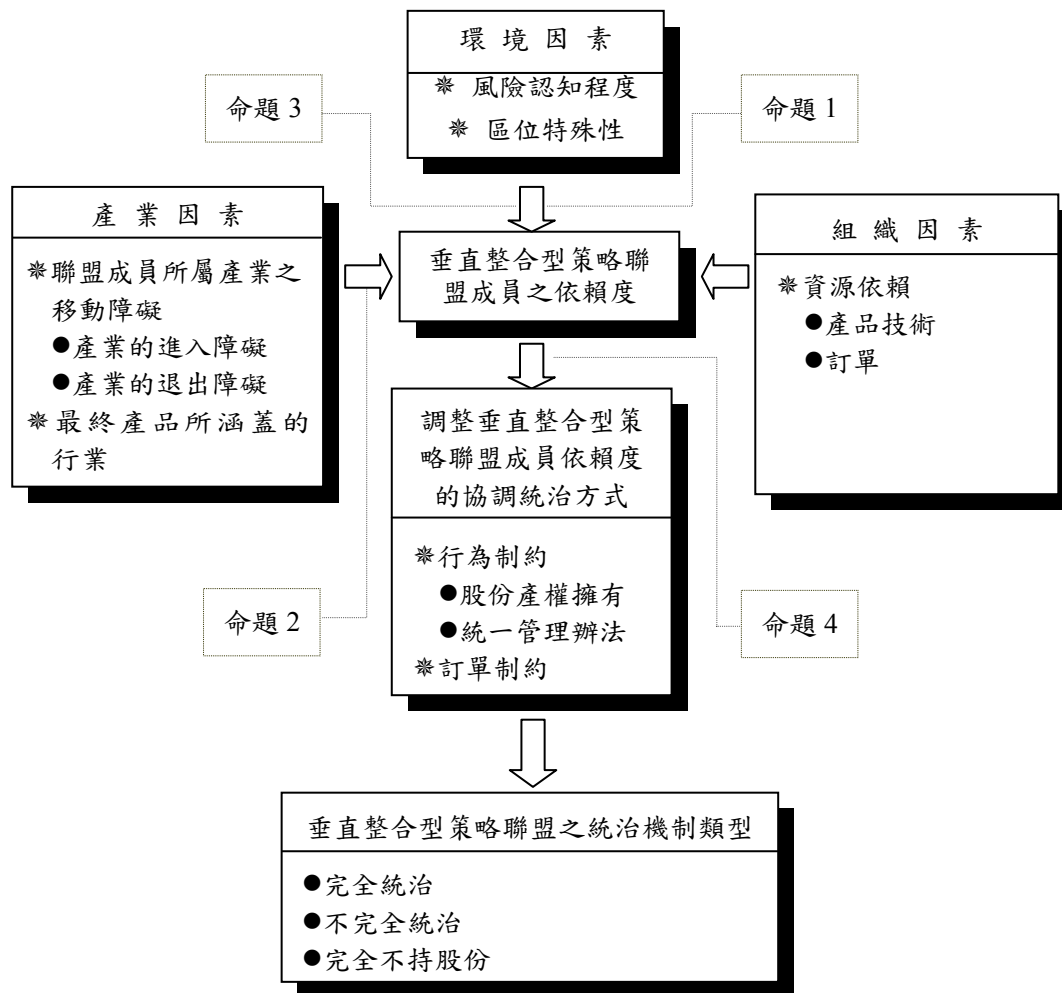 環境因素
✵ 風險認知程度
✵ 區位特殊性
命題 3
命題 1
產業因素
✵聯盟成員所屬產業之
移動障礙
●產業的進入障礙
●產業的退出障礙
✵最終產品所涵蓋的
行業
垂直整合型策略聯
盟成員之依賴度
組織因素
✵資源依賴
●產品技術
●訂單
調整垂直整合型策
略聯盟成員依賴度
的協調統治方式
✵行為制約
●股份產權擁有
●統一管理辦法
✵訂單制約
命題 2
命題 4
垂直整合型策略聯盟之統治機制類型
●完全統治
●不完全統治
●完全不持股份